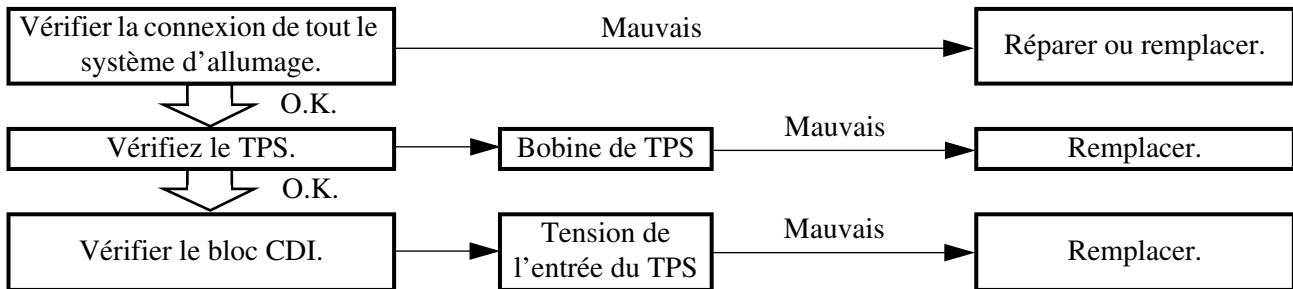 Vérifier la connexion de tout le
système d'allumage.
Mauvais
Réparer ou remplacer.
O.K.
Vérifiez le TPS.
Bobine de TPS
Mauvais
Remplacer.
O.K.
Vérifier le bloc CDI.
Tension de
l'entrée du TPS
Mauvais
Remplacer.